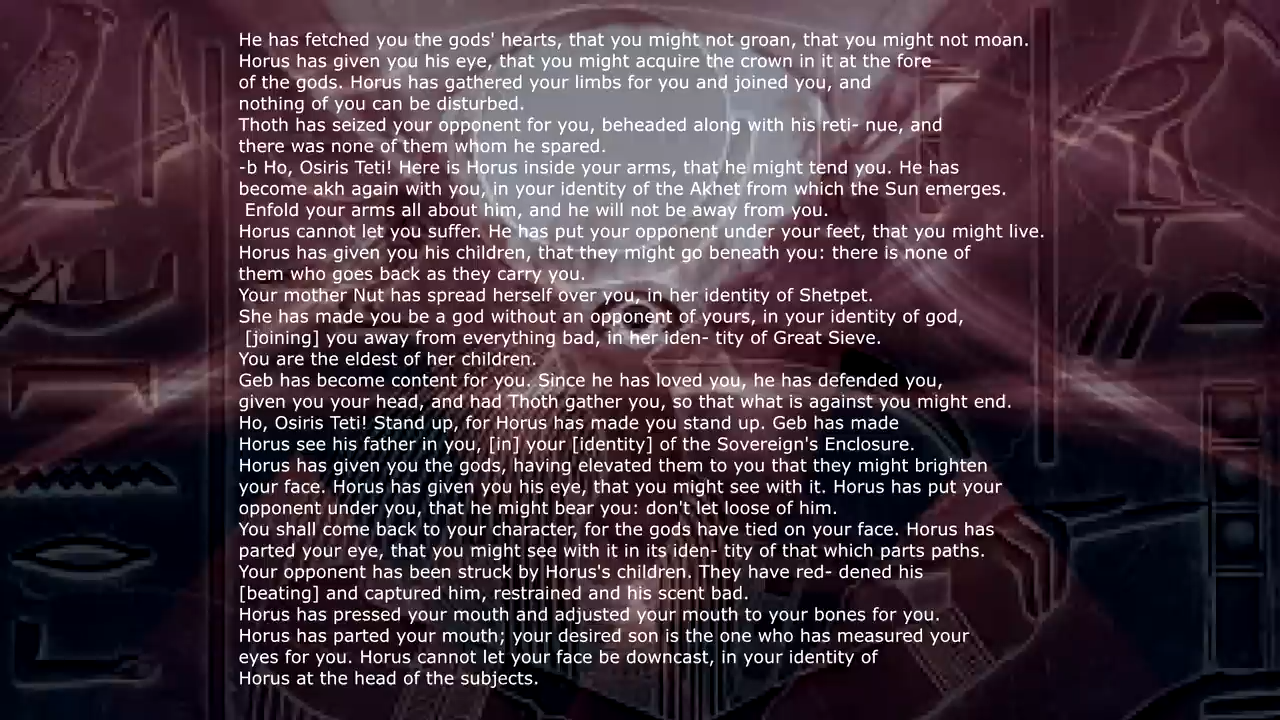 He has fetched you the gods' hearts, that you might not groan, that you might not moan.
Horus has given you his eye, that you might acquire the crown in it at the fore
of the gods. Horus has gathered your limbs for you and joined you, and
nothing of you can be disturbed.
Thoth has seized your opponent for you, beheaded along with his reti- nue, and
there was none of them whom he spared.
-b Ho, Osiris Teti! Here is Horus inside your arms, that he might tend you. He has
become akh again with you, in your identity of the Akhet from which the Sun emerges.
Enfold your arms all about him, and he will not be away from you.
Horus cannot let you suffer. He has put your opponent under your feet, that you might live.
Horus has given you his children, that they might go beneath you: there is none of
them who goes back as they carry you.
Your mother Nut has spread herself over you, in her identity of Shetpet.
She has made you be a god without an opponent of yours, in your identity of god,
[joining] you away from everything bad, in her iden- tity of Great Sieve.
You are the eldest of her children.
Geb has become content for you. Since he has loved you, he has defended you,
given you your head, and had Thoth gather you, so that what is against you might end.
Ho, Osiris Teti! Stand up, for Horus has made you stand up. Geb has made
Horus see his father in you, [in] your [identity] of the Sovereign's Enclosure.
Horus has given you the gods, having elevated them to you that they might brighten
your face. Horus has given you his eye, that you might see with it. Horus has put your
opponent under you, that he might bear you: don't let loose of him.
You shall come back to your character, for the gods have tied on your face. Horus has
parted your eye, that you might see with it in its iden- tity of that which parts paths.
Your opponent has been struck by Horus's children. They have red- dened his
[beating] and captured him, restrained and his scent bad.
Horus has pressed your mouth and adjusted your mouth to your bones for you.
Horus has parted your mouth; your desired son is the one who has measured your
eyes for you. Horus cannot let your face be downcast, in your identity of
Horus at the head of the subjects.